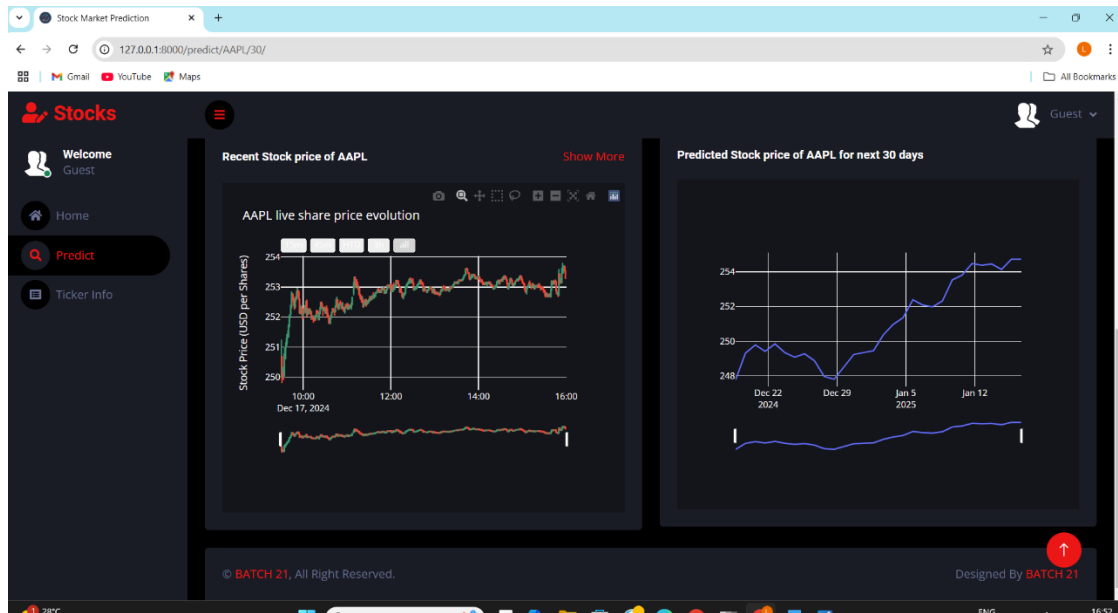 Stock Market Prediction
127.0.0.1:8000/predict/AAPL/30/
L
Gmail YouTube Maps
All Bookmarks
Stocks
Guest
Welcome
Guest
Home
Predict
Ticker Info
Recent Stock price of AAPL
Show More
AAPL live share price evolution
all
Stock Price (USD per Shares)
254
253
252
251
250
10:00 12:00 14:00 16:00
Dec 17, 2024
Predicted Stock price of AAPL for next 30 days
254
252
250
248
Dec 22 Dec 29 Jan 5 Jan 12
2024 2025
© BATCH 21, All Right Reserved.
Designed By BATCH 21
1
28°C
ENG
16:52